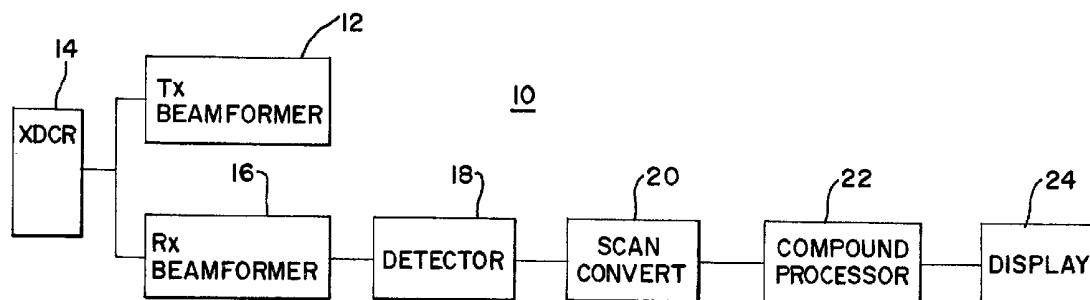 12
14
Tx
BEAMFORMER
10
XDCR
16
18
20
22
24
Rx
BEAMFORMER
DETECTOR
SCAN
CONVERT
COMPOUND
PROCESSOR
DISPLAY